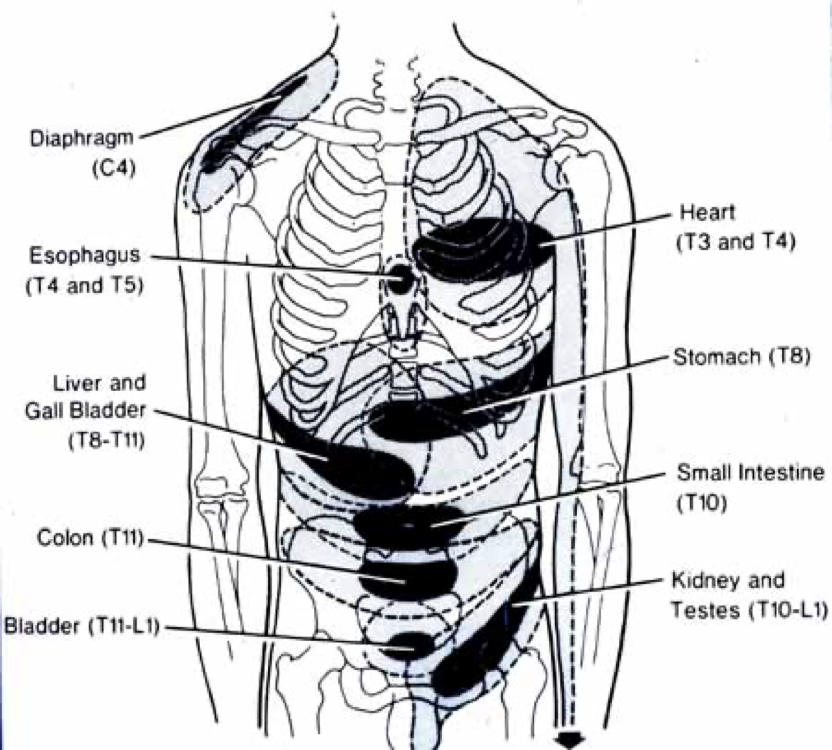 Diaphragm
(C4)
Esophagus
(T4 and T5)
Liver and
Gall Bladder
(T8-T11)
Colon (T11)
Bladder (T11-L1)
Heart
(T3 and T4)
Stomach (T8)
Small Intestine
(T10)
Kidney and
Testes (T10-L1)